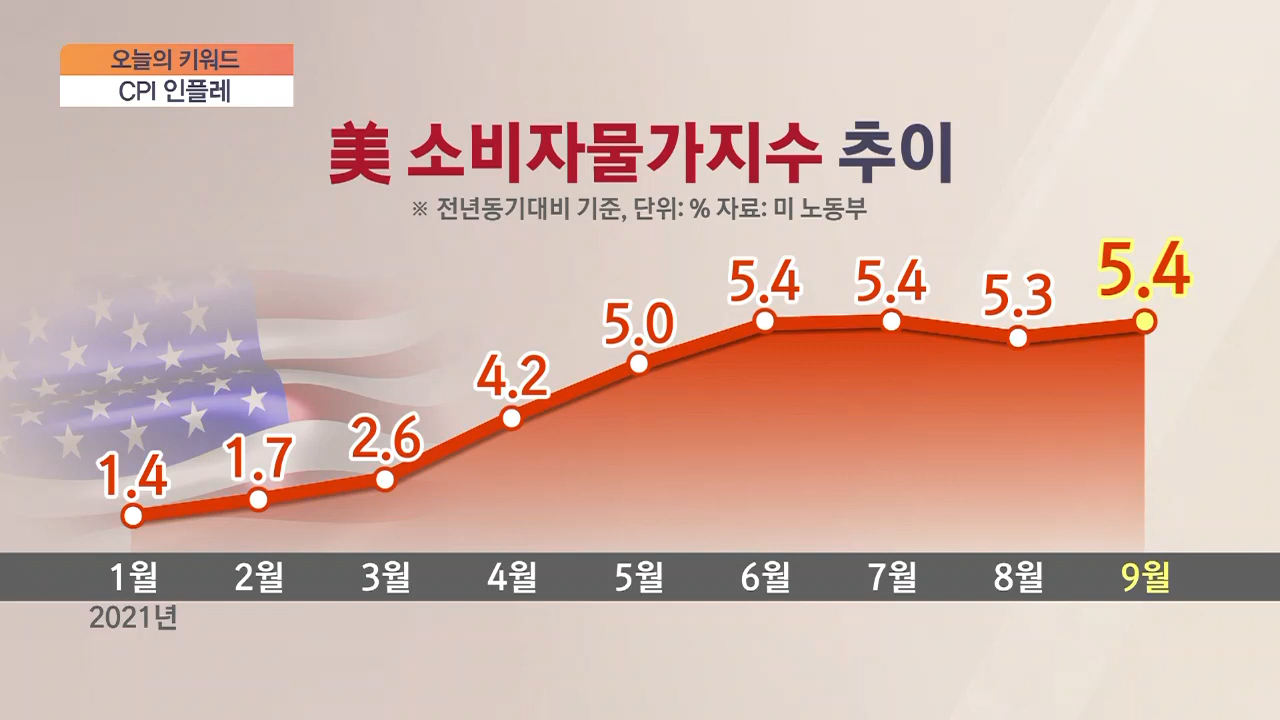 오늘의 키워드
CPI 인플레
美 소비자물가지수 추이
※ 전년동기대비 기준, 단위: % 자료: 미 노동부
1.4 1.7 2.6 4.2 5.0 5.4 5.4 5.3 5.4
1월 2월 3월 4월 5월 6월 7월 8월 9월
2021년